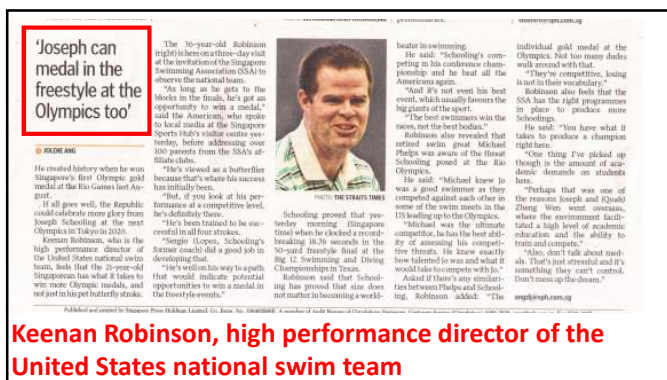 'Joseph can
medal in the
freestyle at the
Olympics too'
JOLENE ANG
He created history when he won
Singapore's first Olympic gold
medal at the Rio Games last Au-
gust.
If all goes well, the Republic
could celebrate more glory from
Joseph Schooling at the next
Olympics in Tokyo in 2020.
Keenan Robinson, who is the
high performance director of
the United States national swim
team, feels that the 21-year-old
Singaporean has what it takes to
win more Olympic medals, and
not just in his pet butterfly stroke.
The 36-year-old Robinson
(right) is here on a three-day visit
at the invitation of the Singapore
Swimming Association (SSA) to
observe the national team.
"As long as he gets to the
blocks in the finals, he's got an
opportunity to win a medal,"
said the American, who spoke
to local media at the Singapore
Sports Hub's visitor centre yes-
terday, before addressing over
100 parents from the SSA's af-
filiate clubs.
"He's viewed as a butterflier
because that's where his success
has initially been.
"But, if you look at his per-
formance at a competitive level,
he's definitely there.
"He's been trained to be suc-
cessful in all four strokes.
"Sergio (Lopez, Schooling's
former coach) did a good job in
developing that.
"He's well on his way to a path
that would indicate potential
opportunities to win a medal in
the freestyle events."
PHOTO: THE STRAITS TIMES
Schooling proved that yes-
terday morning (Singapore
time) when he clocked a record-
breaking 18.76 seconds in the
50-yard freestyle final at the
Big 12 Swimming and Diving
Championships in Texas.
Robinson said that School-
ing has proved that size does
not matter in becoming a world-
beater in swimming.
He said: "Schooling's com-
peting in his conference cham-
pionship and he beat all the
Americans again.
"And it's not even his best
event, which usually favours the
big giants of the sport.
"The best swimmers win the
races, not the best bodies."
Robinson also revealed that
retired swim great Michael
Phelps was aware of the threat
Schooling posed at the Rio
Olympics.
He said: "Michael knew Jo
was a good swimmer as they
competed against each other in
some of the swim meets in the
US leading up to the Olympics.
"Michael was the ultimate
competitor, he has the best abil-
ity of assessing his competi-
tive threats. He knew exactly
how talented Jo was and what it
would take to compete with Jo."
Asked if there's any similari-
ties between Phelps and School-
ing, Robinson added: "The
individual gold medal at the
Olympics. Not too many dudes
walk around with that.
"They're competitive, losing
is not in their vocabulary."
Robinson also feels that the
SSA has the right programmes
in place to produce more
Schoolings.
He said: "You have what it
takes to produce a champion
right here.
"One thing I've picked up
though is the amount of aca-
demic demands on students
here.
"Perhaps that was one of
the reasons Joseph and (Quah)
Zheng Wen went overseas,
where the environment facili-
tated a high level of academic
education and the ability to
train and compete."
"Also, don't talk about med-
als. That's just stressful and it's
something they can't control.
Don't mess up the dream."
angelj@sph.com.sg
Keenan Robinson, high performance director of the
United States national swim team